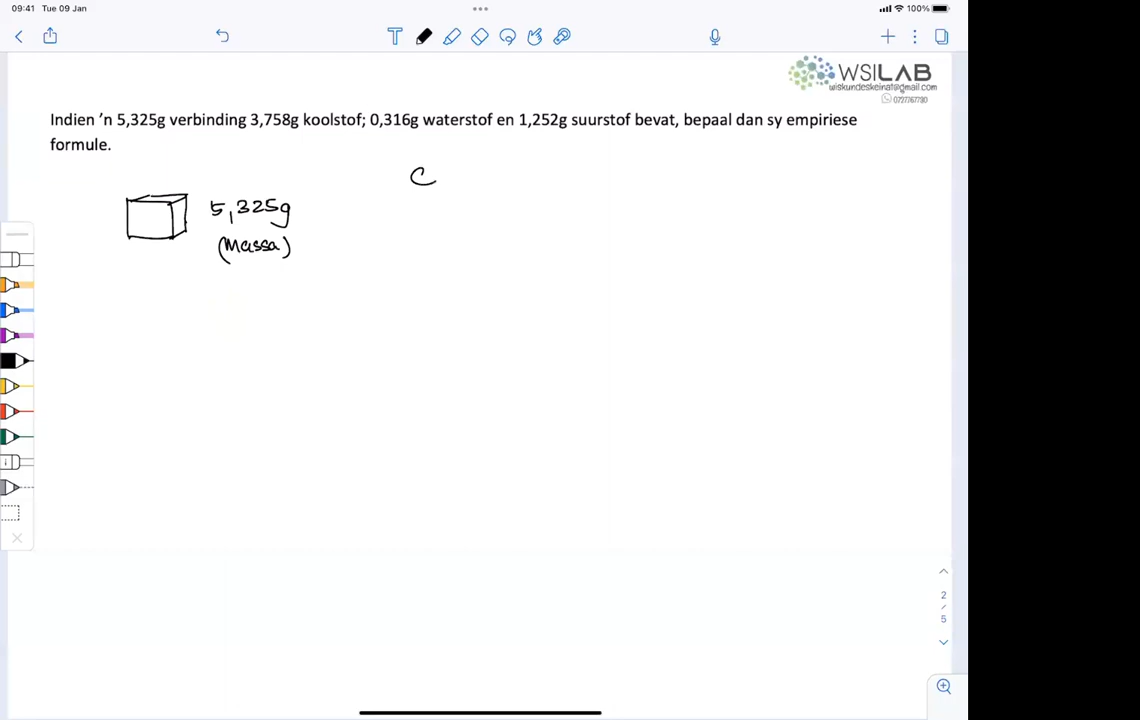 09:41 Tue 09 Jan
100%
WSILAB
wiskundeskeinat@gmail.com
0727767780
Indien 'n 5,325g verbinding 3,758g koolstof; 0,316g waterstof en 1,252g suurstof bevat, bepaal dan sy empiriese
formule.
C
5,325g
(Massa)
2
/
5